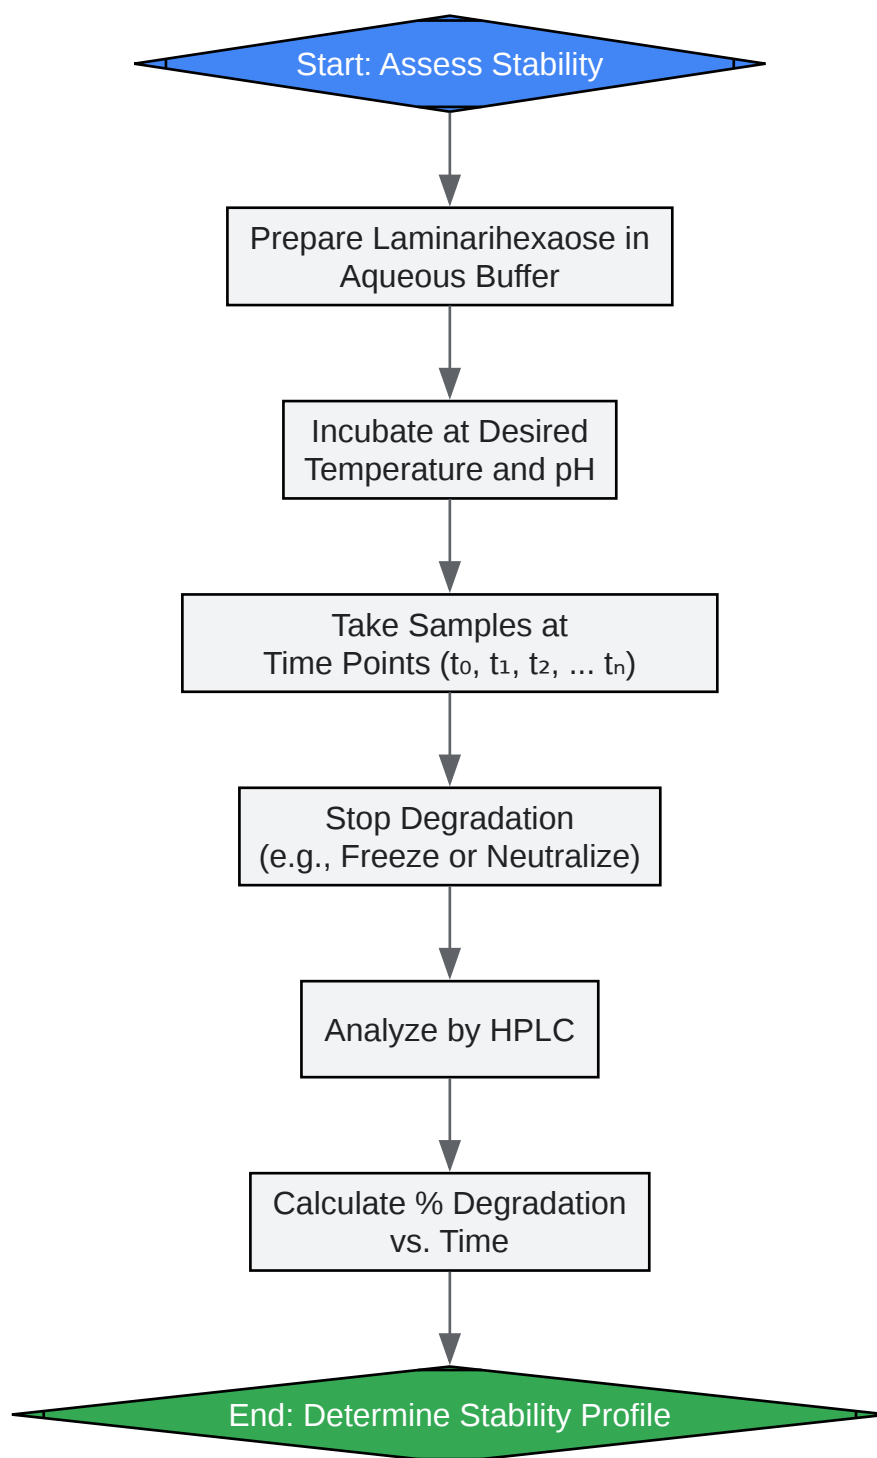 Start: Assess Stability
Prepare Laminarihexaose in
Aqueous Buffer
Incubate at Desired
Temperature and pH
Take Samples at
Time Points (t₀, t₁, t₂, ... tₙ)
Stop Degradation
(e.g., Freeze or Neutralize)
Analyze by HPLC
Calculate % Degradation
vs. Time
End: Determine Stability Profile